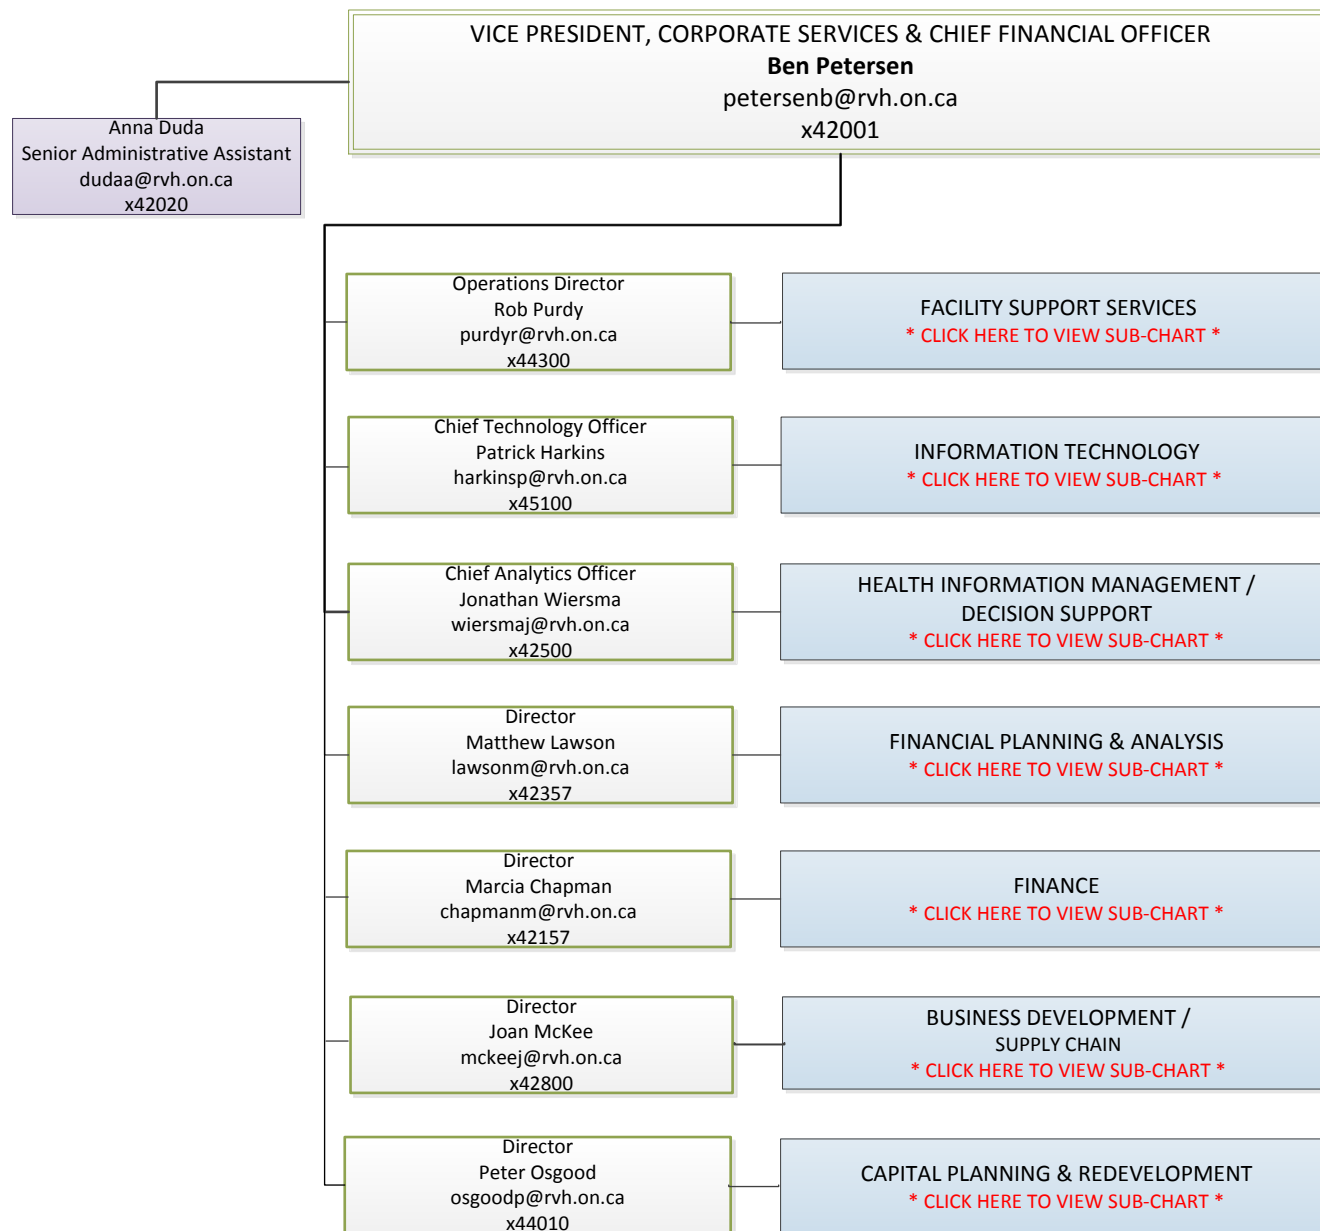 VICE PRESIDENT, CORPORATE SERVICES & CHIEF FINANCIAL OFFICER
Ben Petersen
petersenb@rvh.on.ca
x42001
Anna Duda
Senior Administrative Assistant
dudaa@rvh.on.ca
x42020
Operations Director
Rob Purdy
purdyr@rvh.on.ca
x44300
FACILITY SUPPORT SERVICES
* CLICK HERE TO VIEW SUB-CHART *
Chief Technology Officer
Patrick Harkins
harkinsp@rvh.on.ca
x45100
INFORMATION TECHNOLOGY
* CLICK HERE TO VIEW SUB-CHART *
Chief Analytics Officer
Jonathan Wiersma
wiersmaj@rvh.on.ca
x42500
HEALTH INFORMATION MANAGEMENT /
DECISION SUPPORT
* CLICK HERE TO VIEW SUB-CHART *
Director
Matthew Lawson
lawsonm@rvh.on.ca
x42357
FINANCIAL PLANNING & ANALYSIS
* CLICK HERE TO VIEW SUB-CHART *
Director
Marcia Chapman
chapmanm@rvh.on.ca
x42157
FINANCE
* CLICK HERE TO VIEW SUB-CHART *
Director
Joan McKee
mckeej@rvh.on.ca
x42800
BUSINESS DEVELOPMENT /
SUPPLY CHAIN
* CLICK HERE TO VIEW SUB-CHART *
Director
Peter Osgood
osgoodp@rvh.on.ca
x44010
CAPITAL PLANNING & REDEVELOPMENT
* CLICK HERE TO VIEW SUB-CHART *